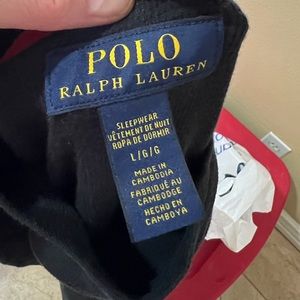 POLO
RALPH LAUREN
SLEEPWEAR
VÊTEMENT DE NUIT
ROPA DE DORMIR
L/G/G
MADE IN
CAMBODIA
FABRIQUÉ AU
CAMBODGE
HECHO EN
CAMBOYA